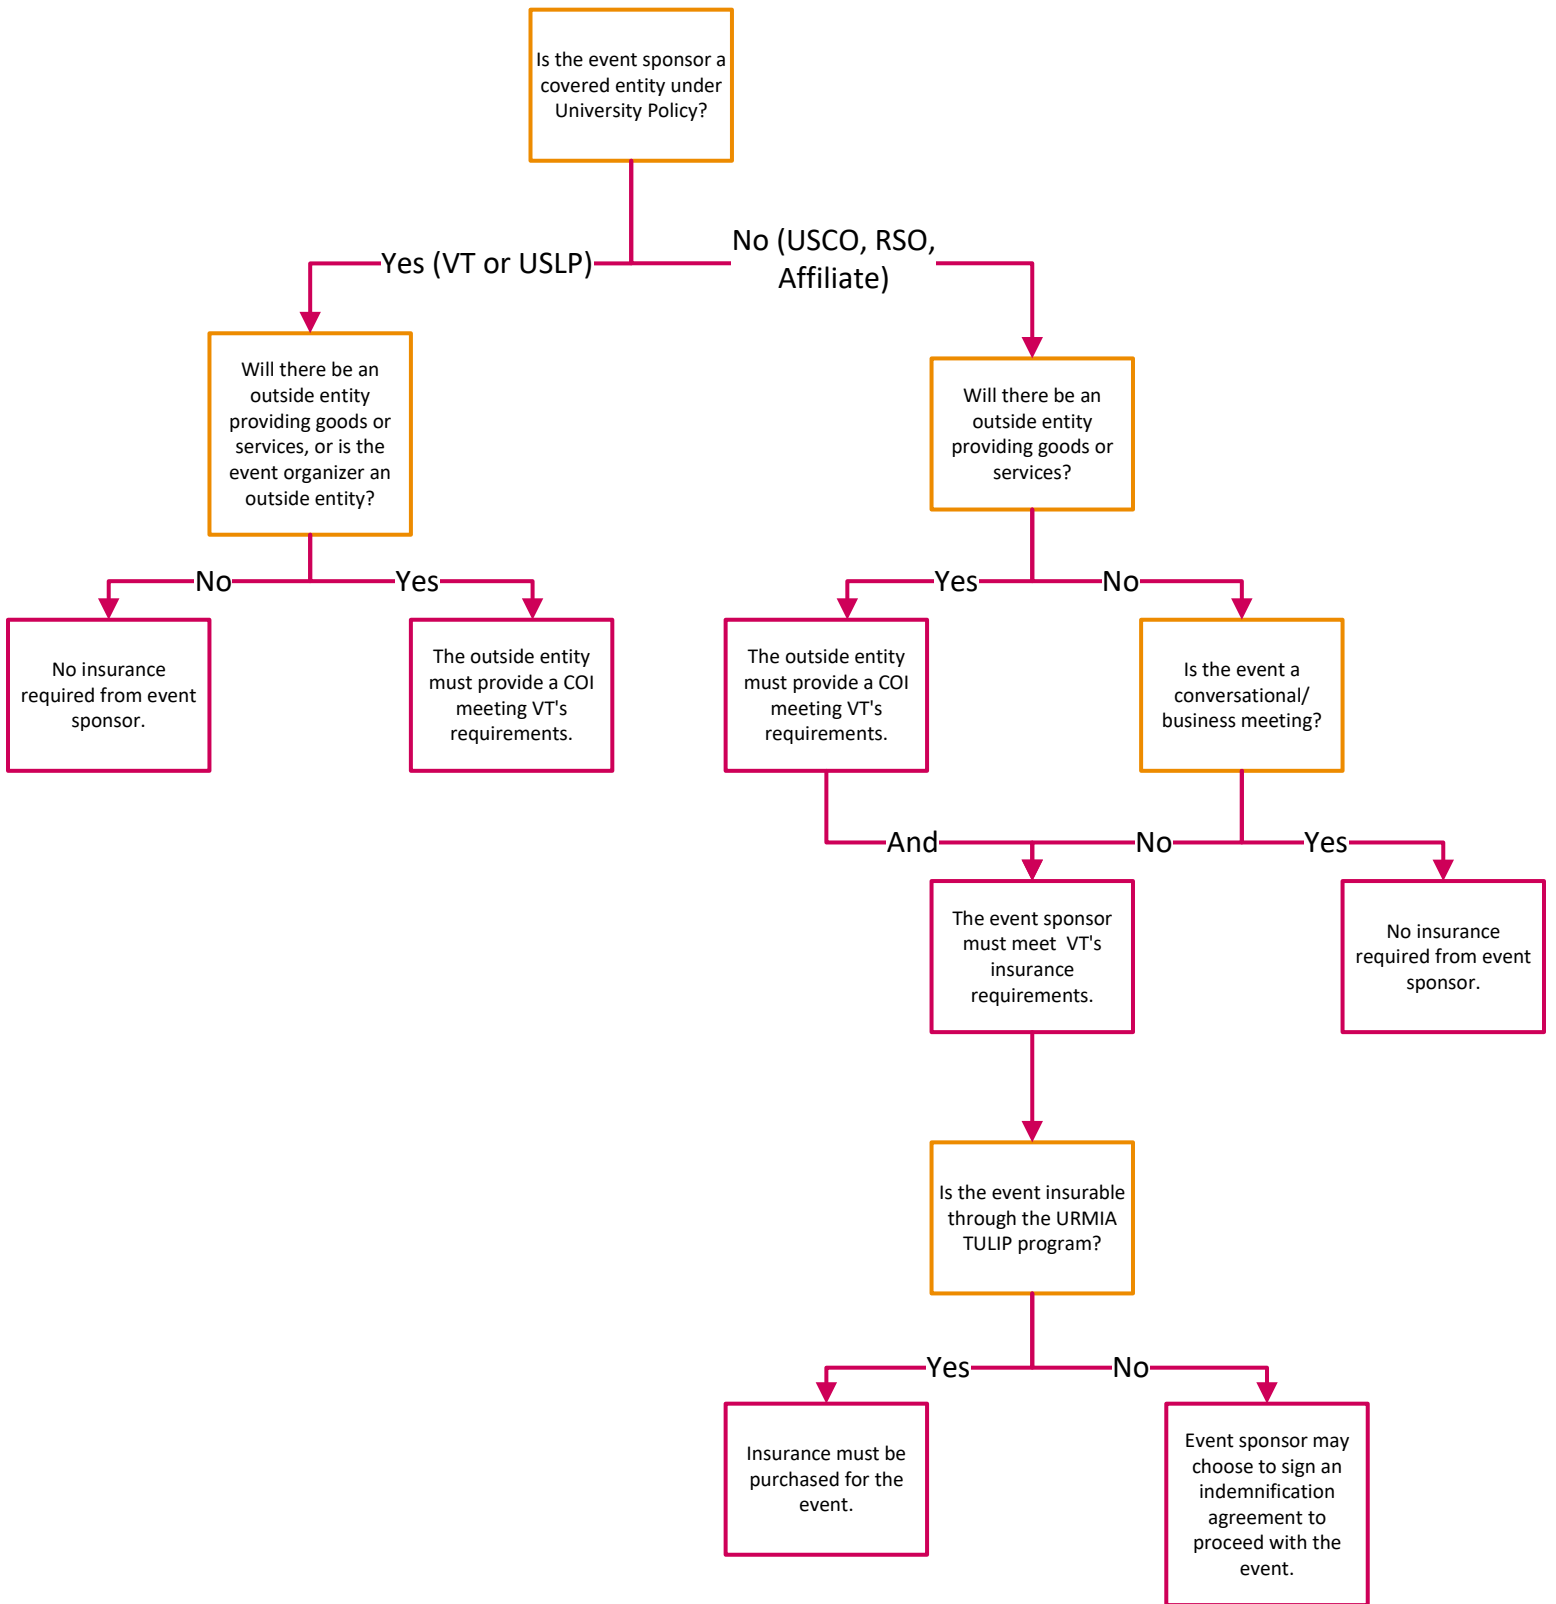 Is the event sponsor a
covered entity under
University Policy?
Yes (VT or USLP)
No (USCO, RSO,
Affiliate)
Will there be an
outside entity
providing goods or
services, or is the
event organizer an
outside entity?
Will there be an
outside entity
providing goods or
services?
No
Yes
Yes
No
No insurance
required from event
sponsor.
The outside entity
must provide a COI
meeting VT's
requirements.
The outside entity
must provide a COI
meeting VT's
requirements.
Is the event a
conversational/
business meeting?
And
No
Yes
The event sponsor
must meet  VT's
insurance
requirements.
No insurance
required from event
sponsor.
Is the event insurable
through the URMIA
TULIP program?
Yes
No
Insurance must be
purchased for the
event.
Event sponsor may
choose to sign an
indemnification
agreement to
proceed with the
event.